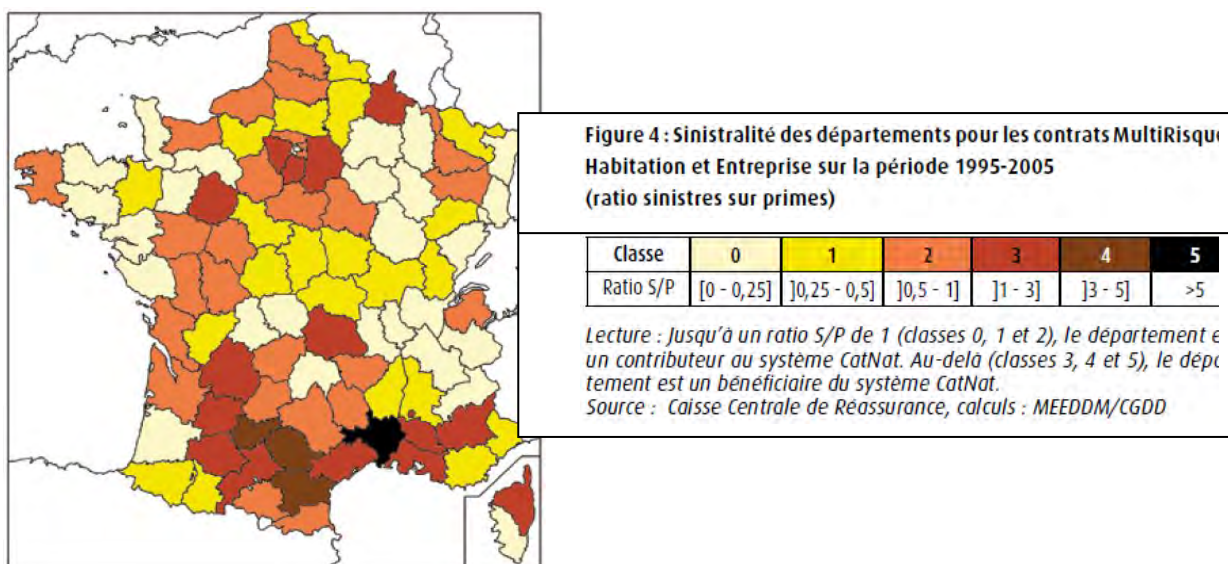 Figure 4 : Sinistralité des départements pour les contrats MultiRisqu
Habitation et Entreprise sur la période 1995-2005
(ratio sinistres sur primes)
Classe 0 1 2 3 4 5
Ratio S/P ]0 - 0,25] ]0,25 - 0,5] ]0,5 - 1] ]1 - 3] ]3 - 5] >5
Lecture : Jusqu'à un ratio S/P de 1 (classes 0, 1 et 2), le département e
un contributeur au système CatNat. Au-delà (classes 3, 4 et 5), le dépa
tement est un bénéficiaire du système CatNat.
Source : Caisse Centrale de Réassurance, calculs : MEEDDM/CGDD